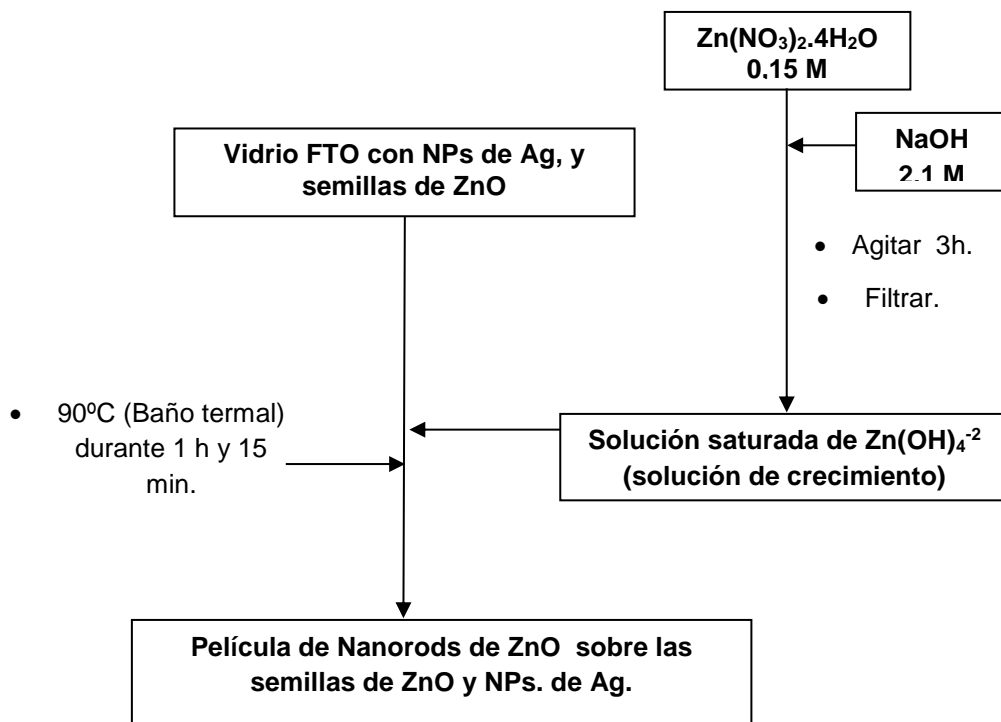 Zn(NO₃)₂.4H₂O
0,15 M
NaOH
2.1 M
Vidrio FTO con NPs de Ag, y
semillas de ZnO
• Agitar 3h.
• Filtrar.
• 90ºC (Baño termal)
durante 1 h y 15
min.
Solución saturada de Zn(OH)₄⁻²
(solución de crecimiento)
Película de Nanorods de ZnO sobre las
semillas de ZnO y NPs. de Ag.